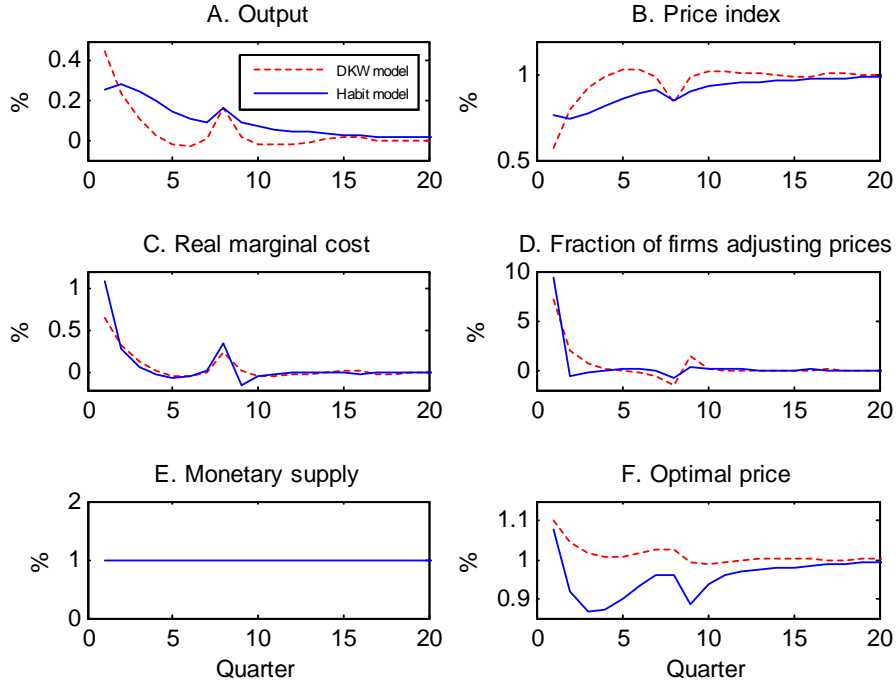 A. Output
B. Price index
%
0.4
0.2
0
DKW model
Habit model
0 5 10 15 20
%
1
0.5
0 5 10 15 20
C. Real marginal cost
D. Fraction of firms adjusting prices
%
1
0.5
0
0 5 10 15 20
%
10
5
0
0 5 10 15 20
E. Monetary supply
F. Optimal price
%
2
1
0
0 5 10 15 20
Quarter
%
1.1
1
0.9
0 5 10 15 20
Quarter